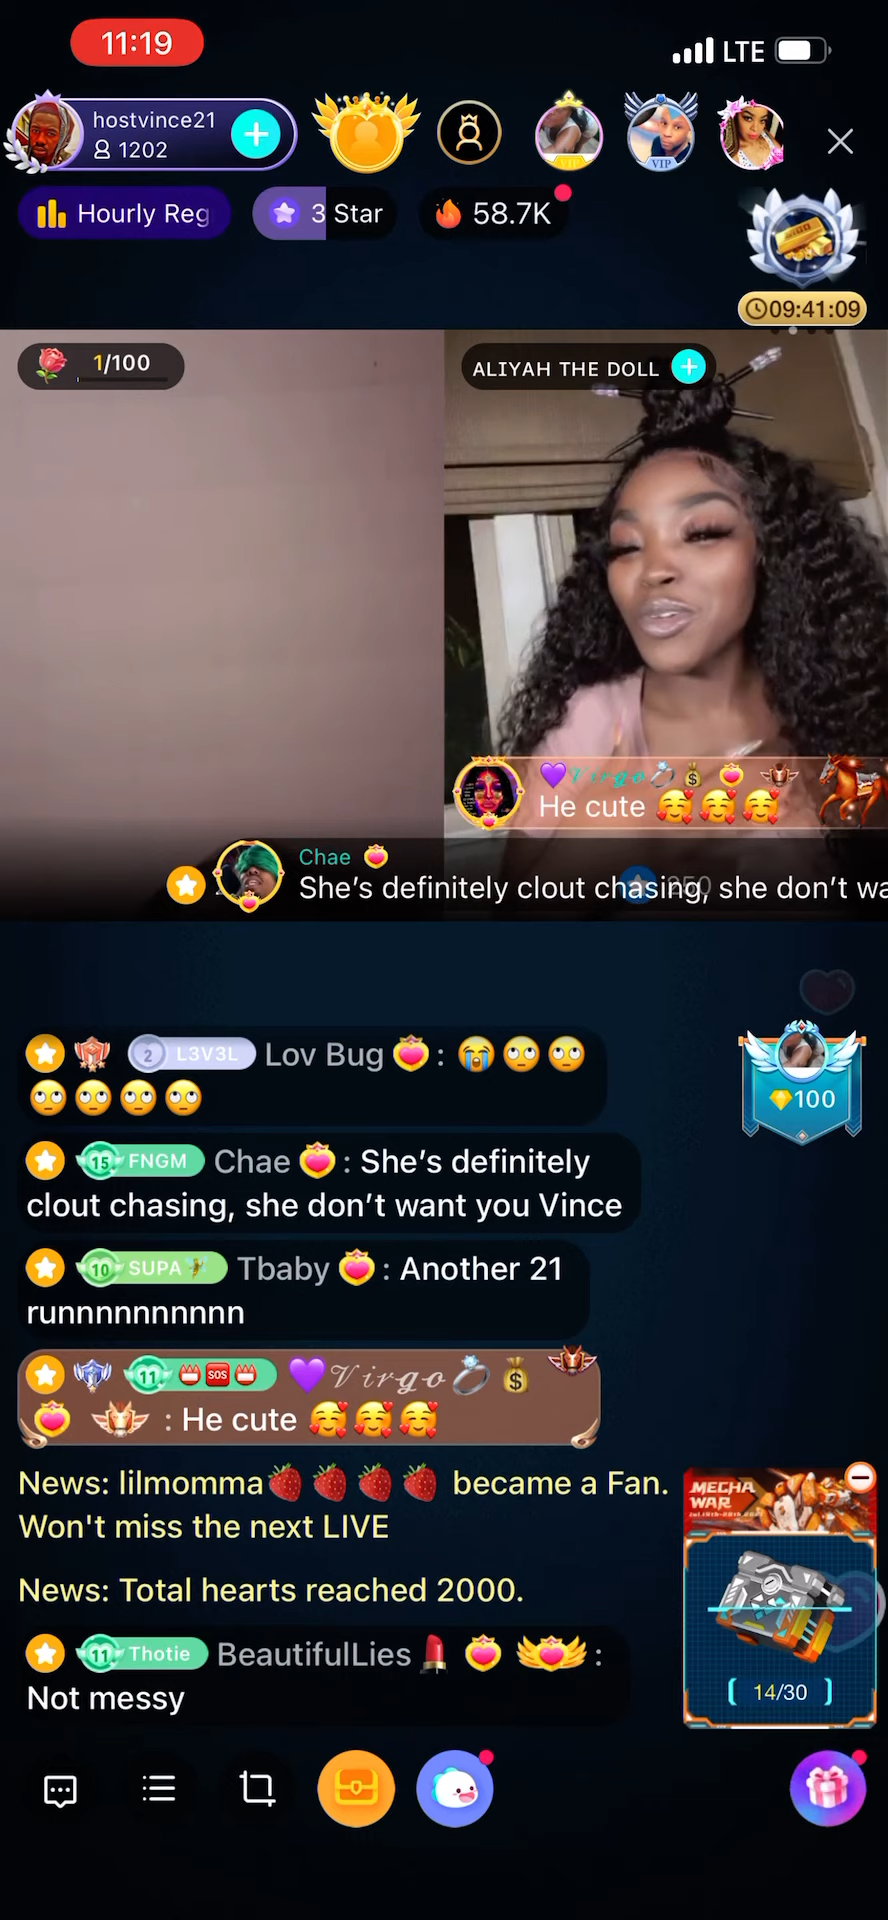 11:19
LTE
hostvince21
1202
VIP
VIP
Hourly Reg
3 Star
58.7K
09:41:09
1/100
ALIYAH THE DOLL
💜𝒱𝒾𝓇𝑔𝑜💍💰
He cute 🥰🥰🥰
Chae
She's definitely clout chasing, she don't wa
250
2 L3V3L Lov Bug : 😭🙄🙄
🙄🙄🙄🙄
100
15 FNGM Chae : She's definitely
clout chasing, she don't want you Vince
10 SUPA🧚 Tbaby : Another 21
runnnnnnnnnn
11 📛🆘📛 💜𝒱𝒾𝓇𝑔𝑜💍💰
: He cute 🥰🥰🥰
News: lilmomma🍓🍓🍓🍓 became a Fan.
Won't miss the next LIVE
MECHA
WAR
News: Total hearts reached 2000.
11 Thotie BeautifulLies💄 :
Not messy
14/30